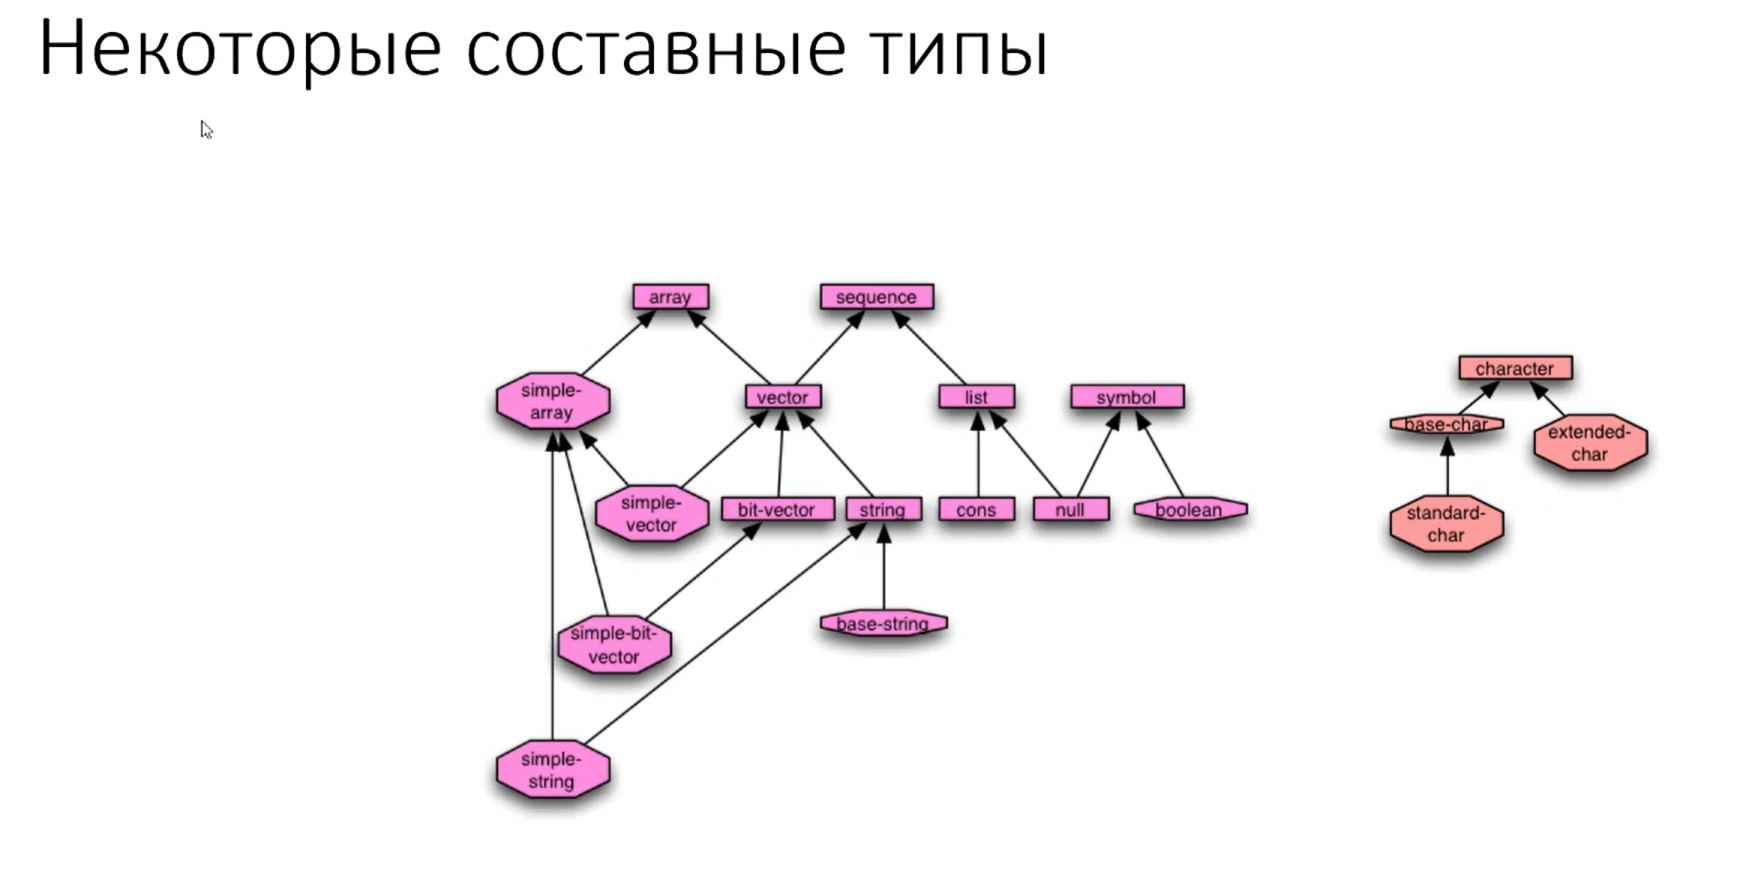 Некоторые составные типы
array
sequence
character
simple-
array
vector
list
symbol
base-char
extended-
char
simple-
vector
bit-vector
string
cons
null
boolean
standard-
char
simple-bit-
vector
base-string
simple-
string